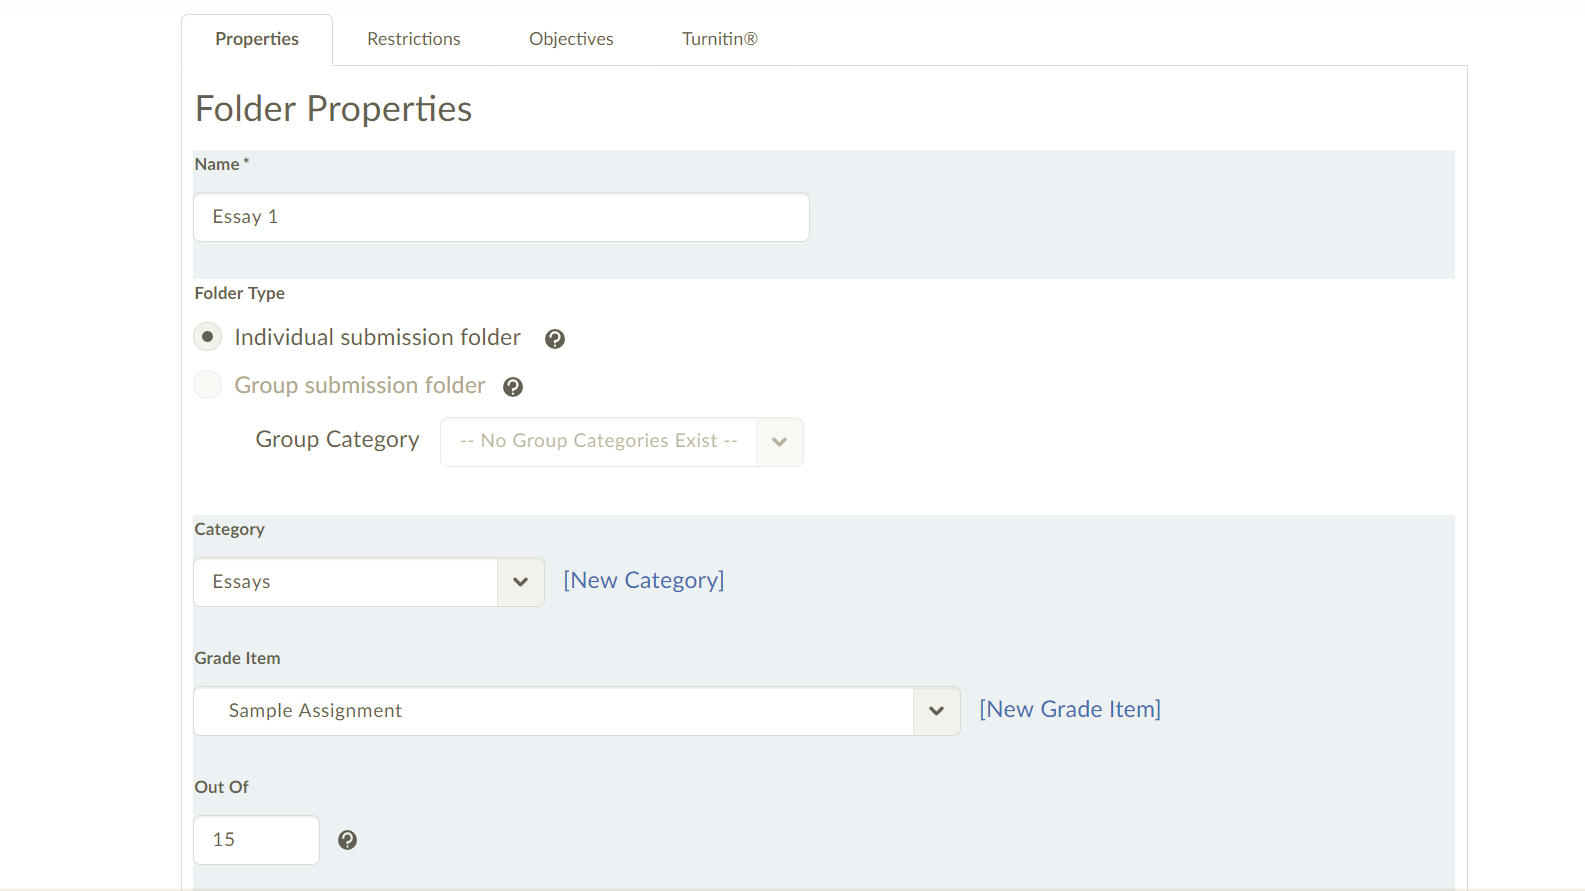 Properties Restrictions Objectives Turnitin®
Folder Properties
Name *
Essay 1
Folder Type
Individual submission folder
Group submission folder
Group Category -- No Group Categories Exist --
Category
Essays [New Category]
Grade Item
Sample Assignment [New Grade Item]
Out Of
15